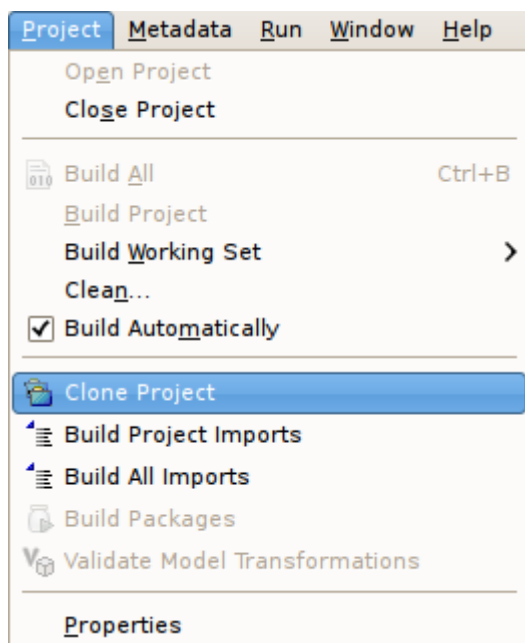 Project Metadata Run Window Help
Open Project
Close Project
Build All Ctrl+B
Build Project
Build Working Set
Clean...
Build Automatically
Clone Project
Build Project Imports
Build All Imports
Build Packages
Validate Model Transformations
Properties